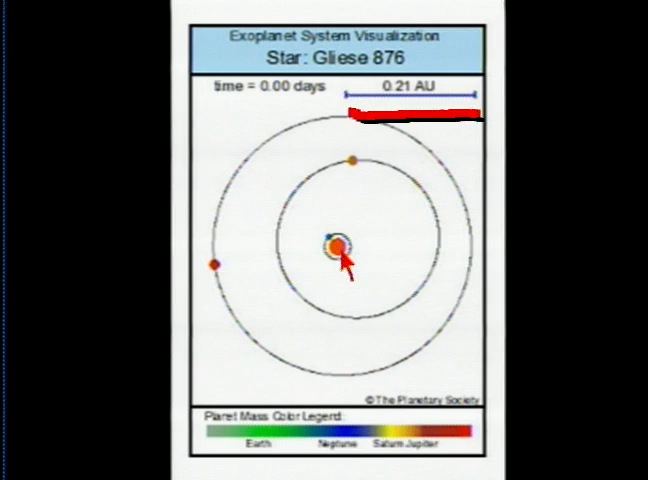 Exoplanet System Visualization
Star: Gliese 876
time = 0.00 days 0.21 AU
©The Planetary Society
Planet Mass Color Legend:
Earth Neptune Saturn Jupiter